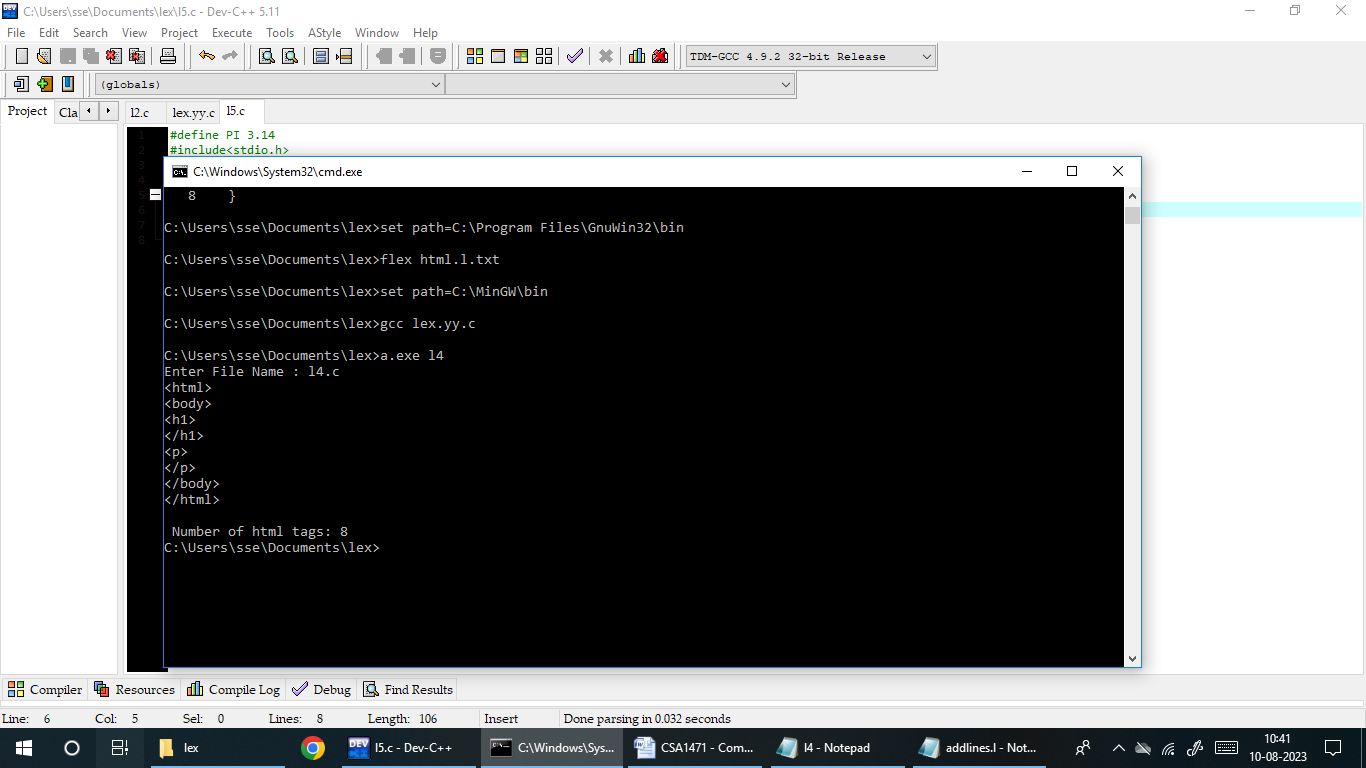 C:\Users\sse\Documents\lex\l5.c - Dev-C++ 5.11
File Edit Search View Project Execute Tools AStyle Window Help
TDM-GCC 4.9.2 32-bit Release
(globals)
Project Cla l2.c lex.yy.c l5.c
1 #define PI 3.14
2 #include<stdio.h>
3
4
5
6
7
8
C:\Windows\System32\cmd.exe
8 }
C:\Users\sse\Documents\lex>set path=C:\Program Files\GnuWin32\bin
C:\Users\sse\Documents\lex>flex html.l.txt
C:\Users\sse\Documents\lex>set path=C:\MinGW\bin
C:\Users\sse\Documents\lex>gcc lex.yy.c
C:\Users\sse\Documents\lex>a.exe l4
Enter File Name : l4.c
<html>
<body>
<h1>
</h1>
<p>
</p>
</body>
</html>
Number of html tags: 8
C:\Users\sse\Documents\lex>
Compiler Resources Compile Log Debug Find Results
Line: 6 Col: 5 Sel: 0 Lines: 8 Length: 106 Insert Done parsing in 0.032 seconds
lex l5.c - Dev-C++ C:\Windows\Sys... CSA1471 - Com... l4 - Notepad addlines.l - Not... 10:41
10-08-2023